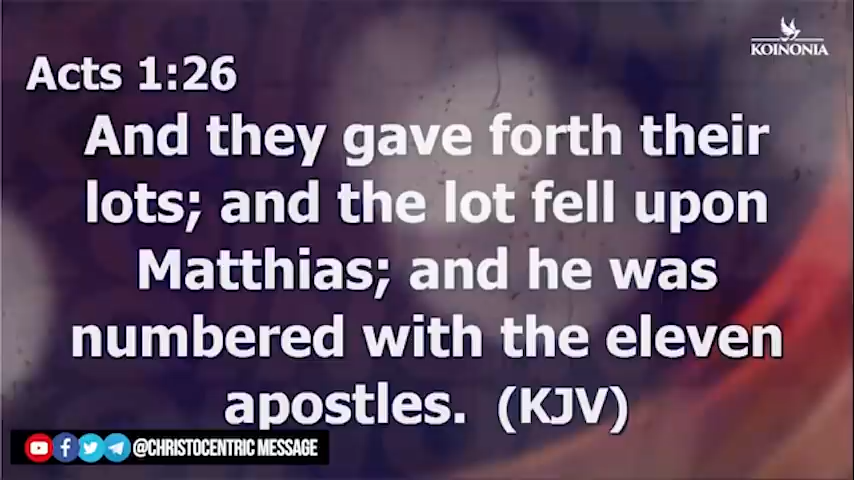 KOINONIA
Acts 1:26
And they gave forth their
lots; and the lot fell upon
Matthias; and he was
numbered with the eleven
apostles. (KJV)
@CHRISTOCENTRIC MESSAGE